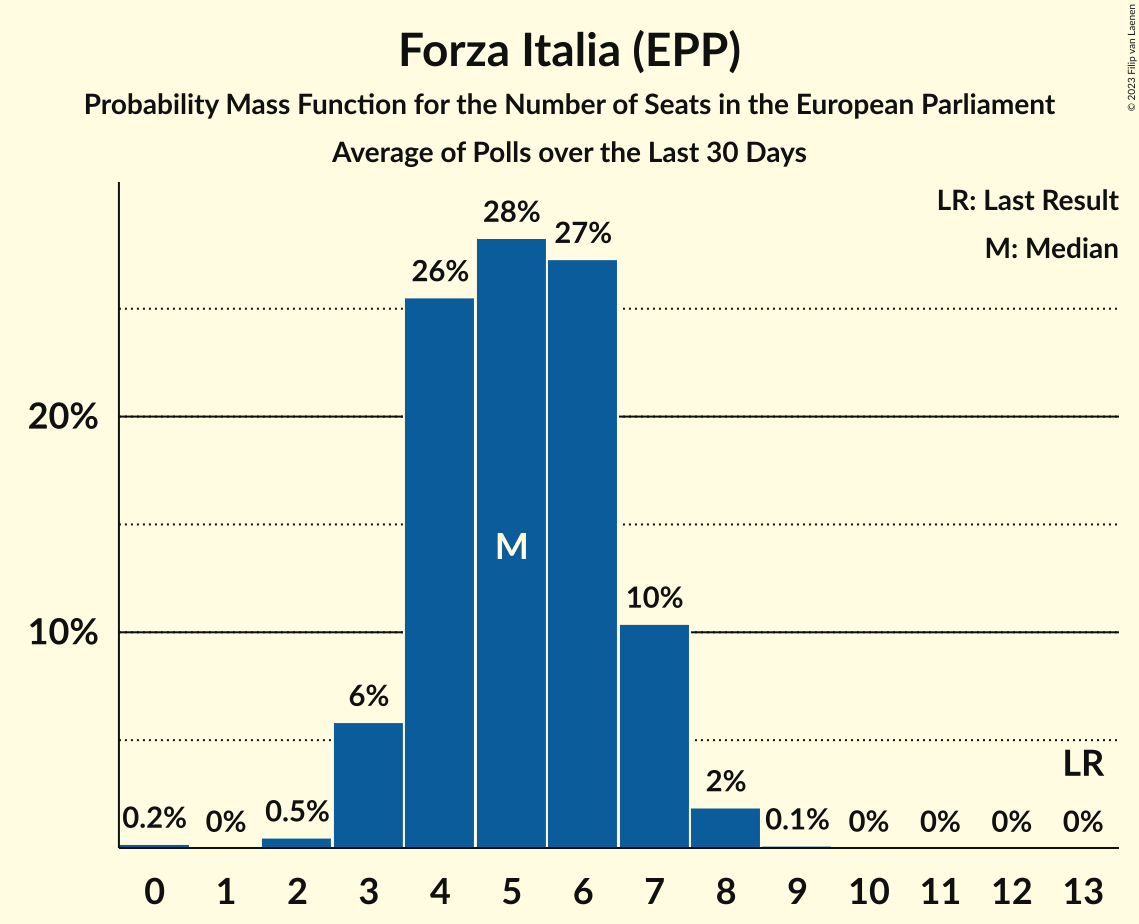 Forza Italia (EPP)
Probability Mass Function for the Number of Seats in the European Parliament
Average of Polls over the Last 30 Days
© 2023 Filip van Laenen
LR: Last Result
M: Median
28%
27%
26%
20%
M
10%
10%
6%
LR
2%
0.2% 0% 0.5% 0.1% 0% 0% 0% 0%
0 1 2 3 4 5 6 7 8 9 10 11 12 13